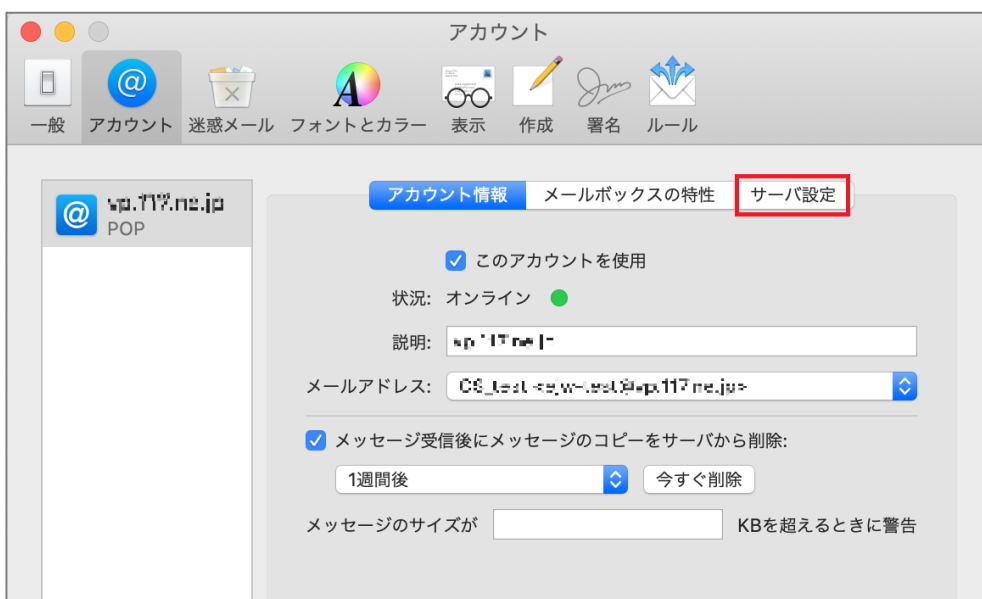 アカウント
一般 アカウント 迷惑メール フォントとカラー 表示 作成 署名 ルール
アカウント情報 メールボックスの特性 サーバ設定
POP
このアカウントを使用
状況: オンライン
説明:
メールアドレス:
メッセージ受信後にメッセージのコピーをサーバから削除:
1週間後 今すぐ削除
メッセージのサイズが KBを超えるときに警告